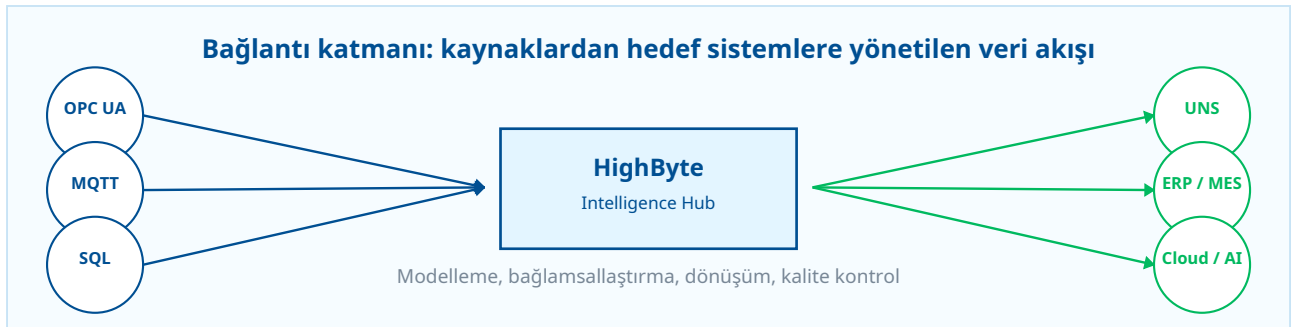 Bağlantı katmanı: kaynaklardan hedef sistemlere yönetilen veri akışı
OPC UA
MQTT
SQL
HighByte
Intelligence Hub
Modelleme, bağlamsallaştırma, dönüşüm, kalite kontrol
UNS
ERP / MES
Cloud / AI